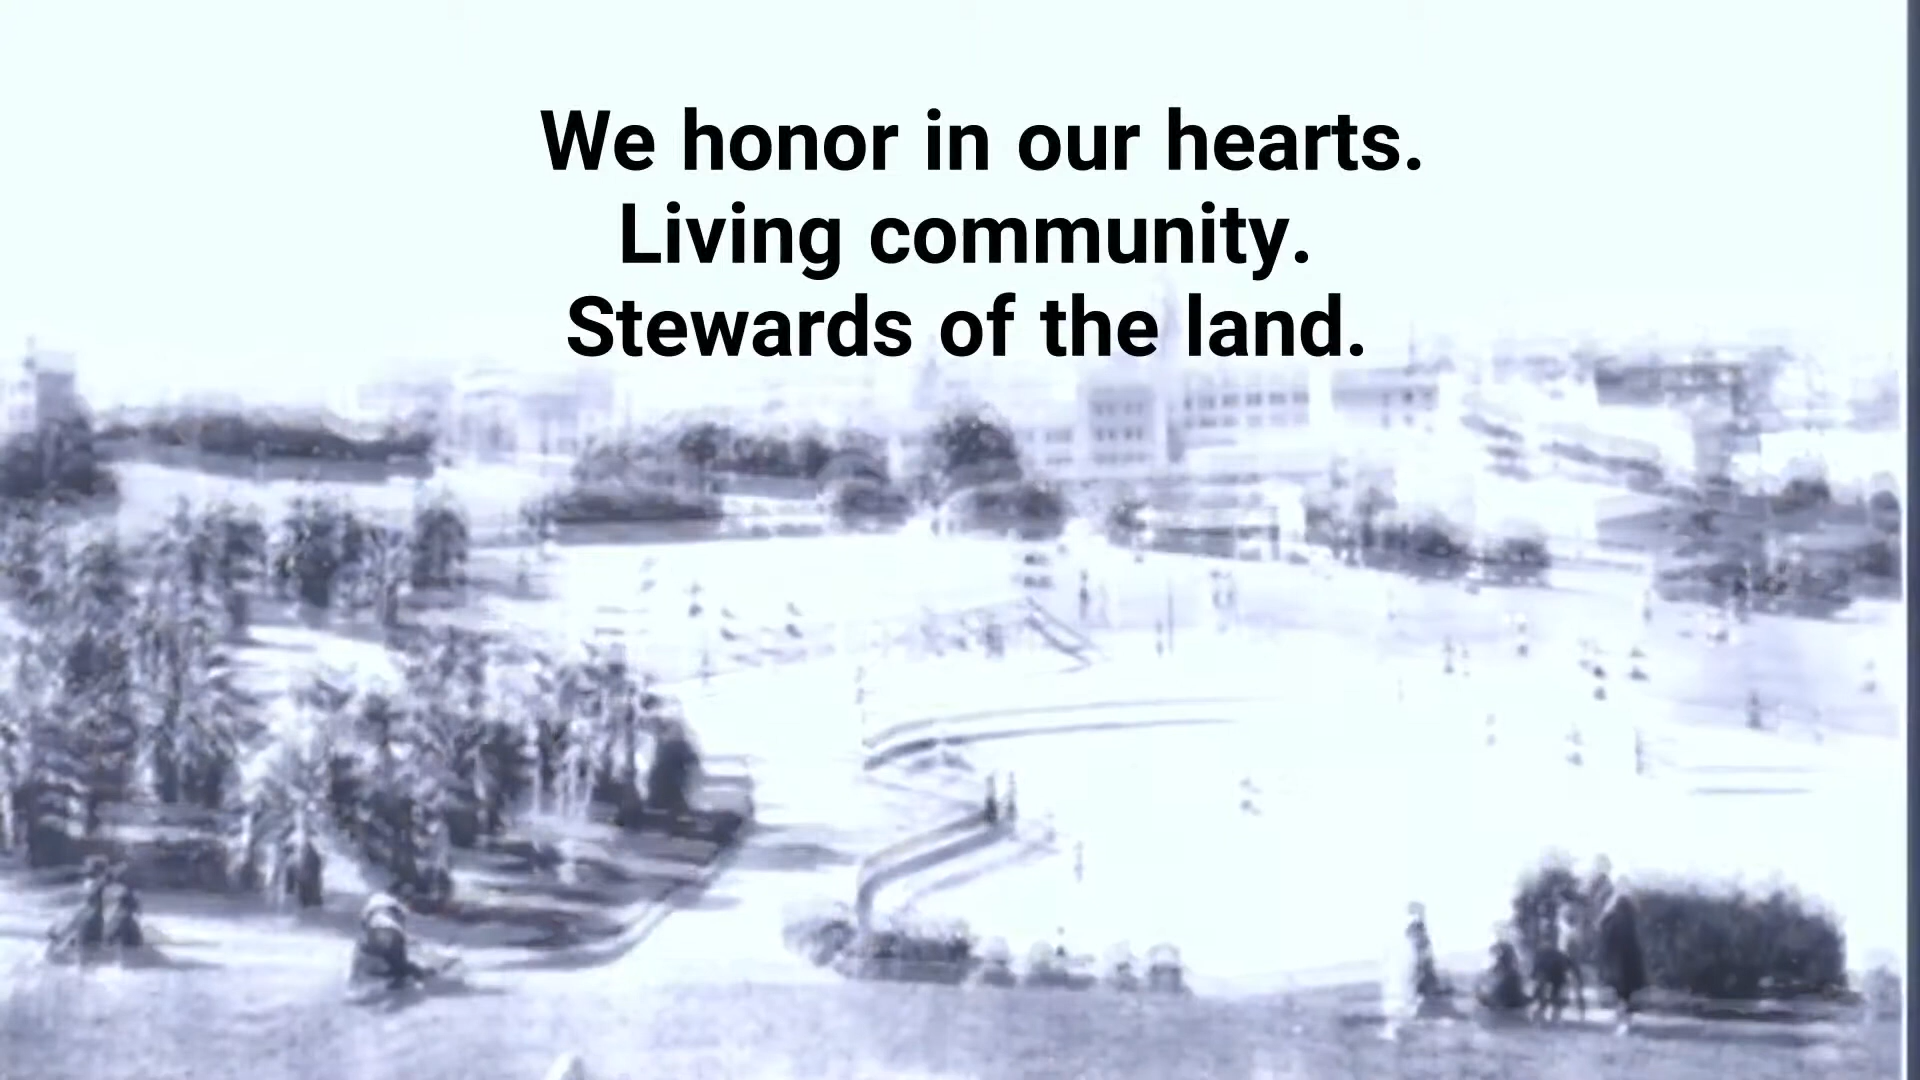 We honor in our hearts.
Living community.
Stewards of the land.